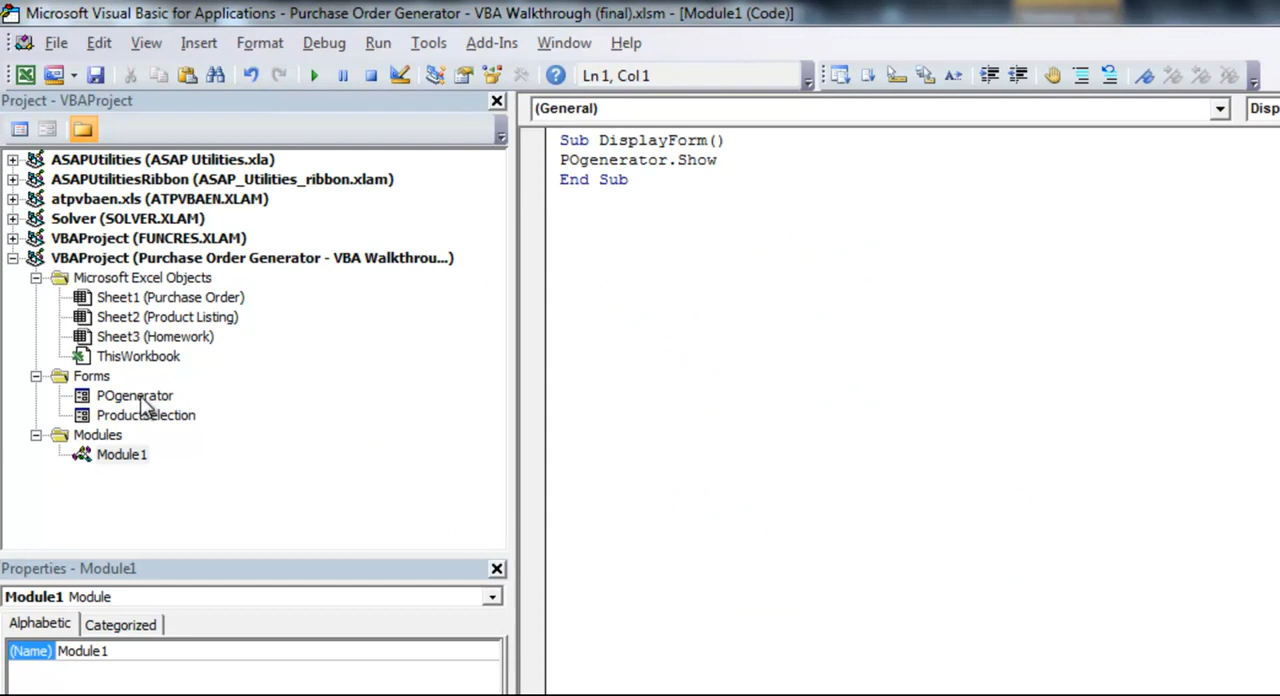 Microsoft Visual Basic for Applications - Purchase Order Generator - VBA Walkthrough (final).xlsm - [Module1 (Code)]
File Edit View Insert Format Debug Run Tools Add-Ins Window Help
Ln 1, Col 1
Project - VBAProject
(General)
Disp
Sub DisplayForm()
POgenerator.Show
End Sub
ASAPUtilities (ASAP Utilities.xla)
ASAPUtilitiesRibbon (ASAP_Utilities_ribbon.xlam)
atpvbaen.xls (ATPVBAEN.XLAM)
Solver (SOLVER.XLAM)
VBAProject (FUNCRES.XLAM)
VBAProject (Purchase Order Generator - VBA Walkthrou...)
Microsoft Excel Objects
Sheet1 (Purchase Order)
Sheet2 (Product Listing)
Sheet3 (Homework)
ThisWorkbook
Forms
POgenerator
ProductSelection
Modules
Module1
Properties - Module1
Module1 Module
Alphabetic Categorized
(Name) Module1